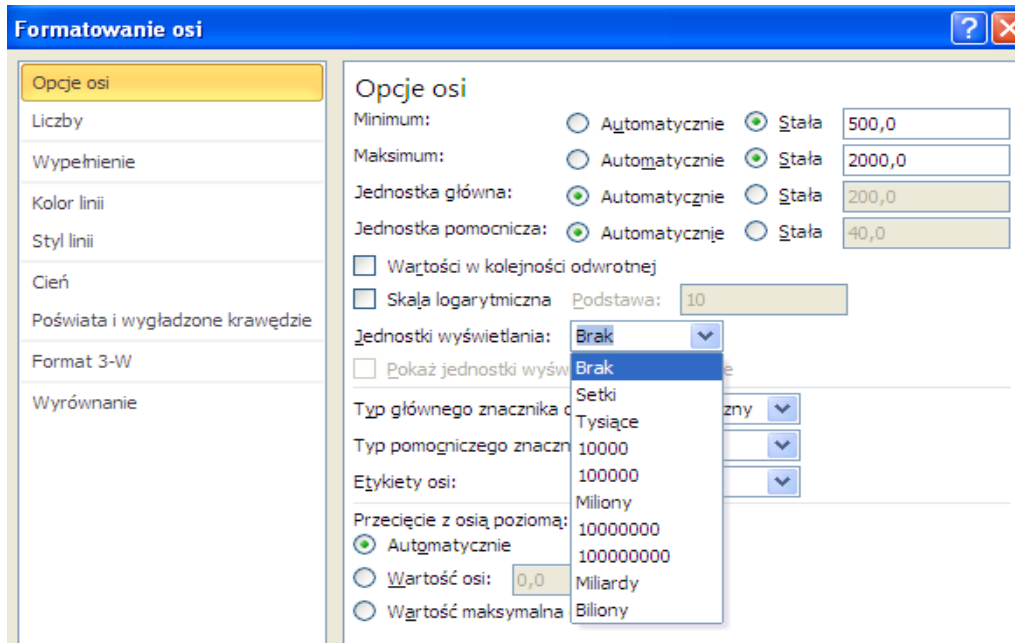 Formatowanie osi
Opcje osi
Liczby
Wypełnienie
Kolor linii
Styl linii
Cień
Poświata i wygładzone krawędzie
Format 3-W
Wyrównanie
Opcje osi
Minimum: Automatycznie Stała 500,0
Maksimum: Automatycznie Stała 2000,0
Jednostka główna: Automatycznie Stała 200,0
Jednostka pomocnicza: Automatycznie Stała 40,0
Wartości w kolejności odwrotnej
Skala logarytmiczna Podstawa: 10
Jednostki wyświetlania: Brak
Pokaż jednostki
Typ głównego znacznika
Typ pomocniczego
Etykiety osi:
Brak
Setki
Tysiące
10000
100000
Miliony
10000000
100000000
Miliardy
Biliony
Przecięcie z osią poziomą:
Automatycznie
Wartość osi: 0,0
Wartość maksymalna